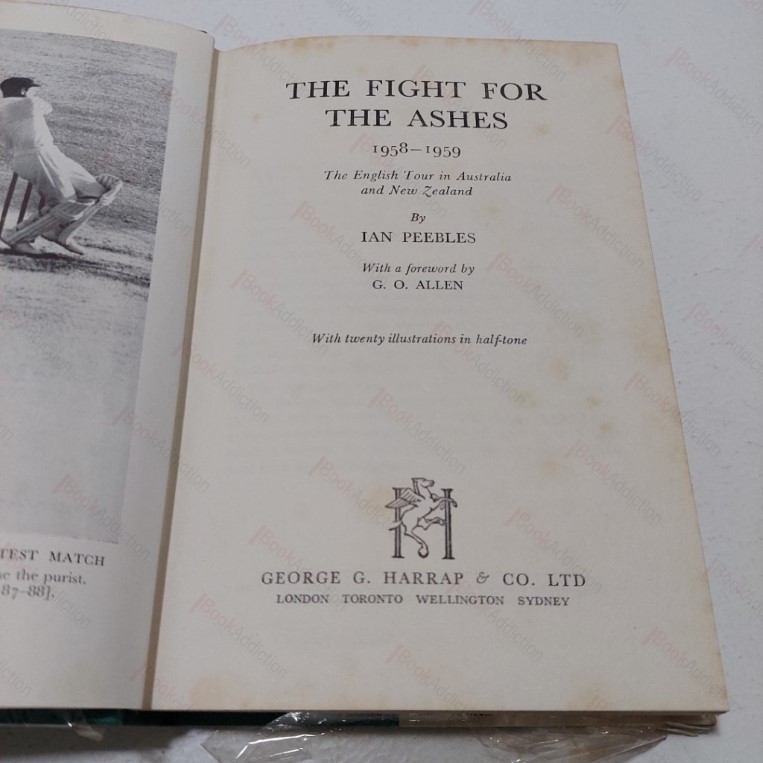 TEST MATCH
the purist.
87–88].
THE FIGHT FOR
THE ASHES
1958–1959
The English Tour in Australia
and New Zealand
By
IAN PEEBLES
With a foreword by
G. O. ALLEN
With twenty illustrations in half-tone
H
GEORGE G. HARRAP & CO. LTD
LONDON TORONTO WELLINGTON SYDNEY
BookAddiction